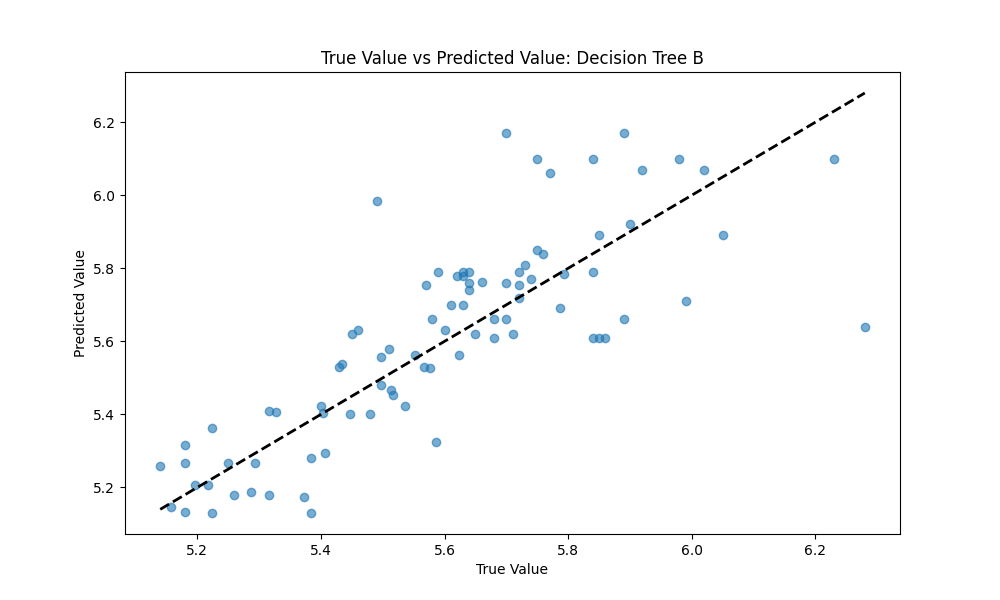 True Value vs Predicted Value: Decision Tree B
Predicted Value
6.2
6.0
5.8
5.6
5.4
5.2
5.2 5.4 5.6 5.8 6.0 6.2
True Value